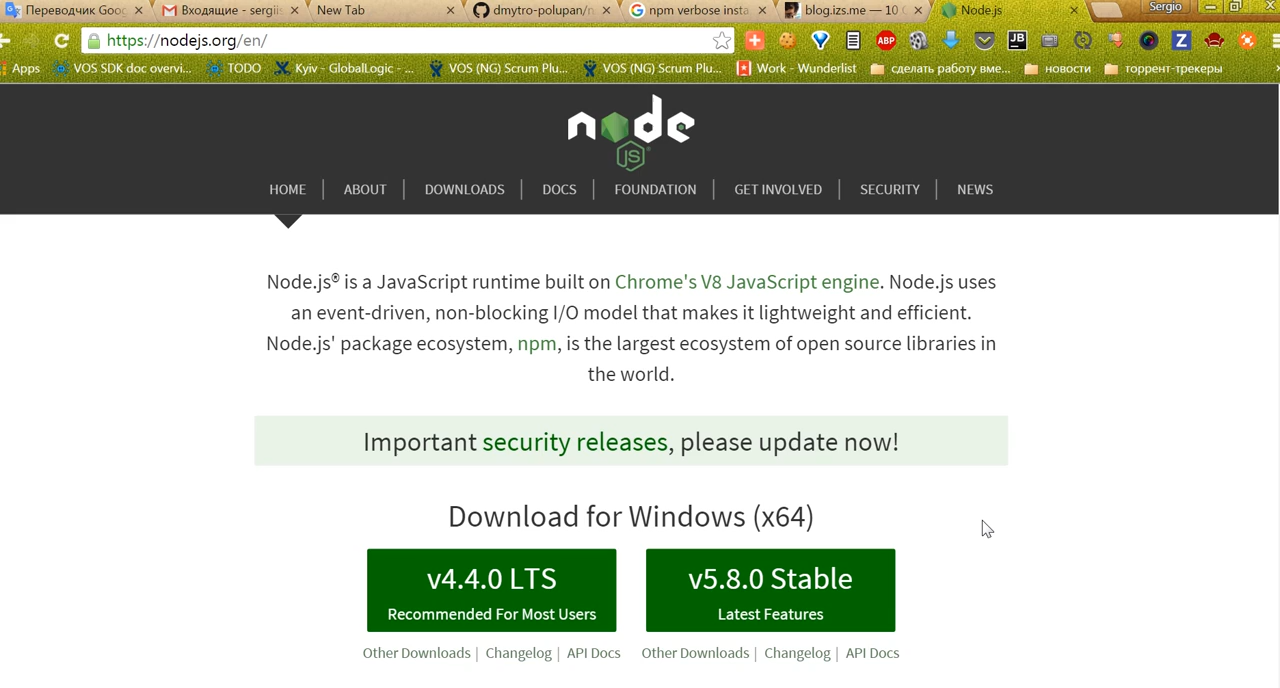 Переводчик Goog
Входящие - sergiis
New Tab
dmytro-polupan/n
npm verbose insta
blog.izs.me — 10
Node.js
Sergio
https://nodejs.org/en/
ABP
JB
Z
Apps
VOS SDK doc overvi...
TODO
Kyiv - GlobalLogic - ...
VOS (NG) Scrum Plu...
VOS (NG) Scrum Plu...
Work - Wunderlist
сделать работу вме...
новости
торрент-трекеры
node
JS
HOME
ABOUT
DOWNLOADS
DOCS
FOUNDATION
GET INVOLVED
SECURITY
NEWS
Node.js® is a JavaScript runtime built on Chrome's V8 JavaScript engine. Node.js uses
an event-driven, non-blocking I/O model that makes it lightweight and efficient.
Node.js' package ecosystem, npm, is the largest ecosystem of open source libraries in
the world.
Important security releases, please update now!
Download for Windows (x64)
v4.4.0 LTS
Recommended For Most Users
v5.8.0 Stable
Latest Features
Other Downloads | Changelog | API Docs
Other Downloads | Changelog | API Docs